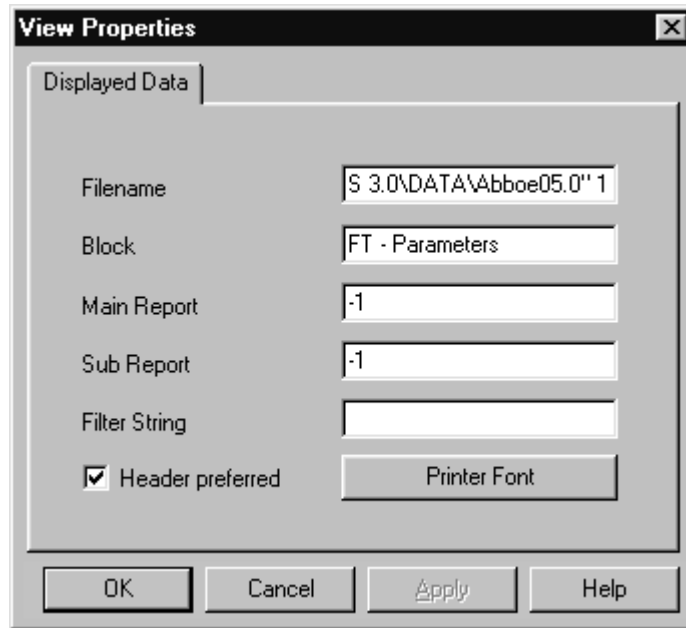 View Properties
Displayed Data
Filename S 3.0\DATA\Abboe05.0" 1
Block FT - Parameters
Main Report -1
Sub Report -1
Filter String
Header preferred Printer Font
OK Cancel Apply Help